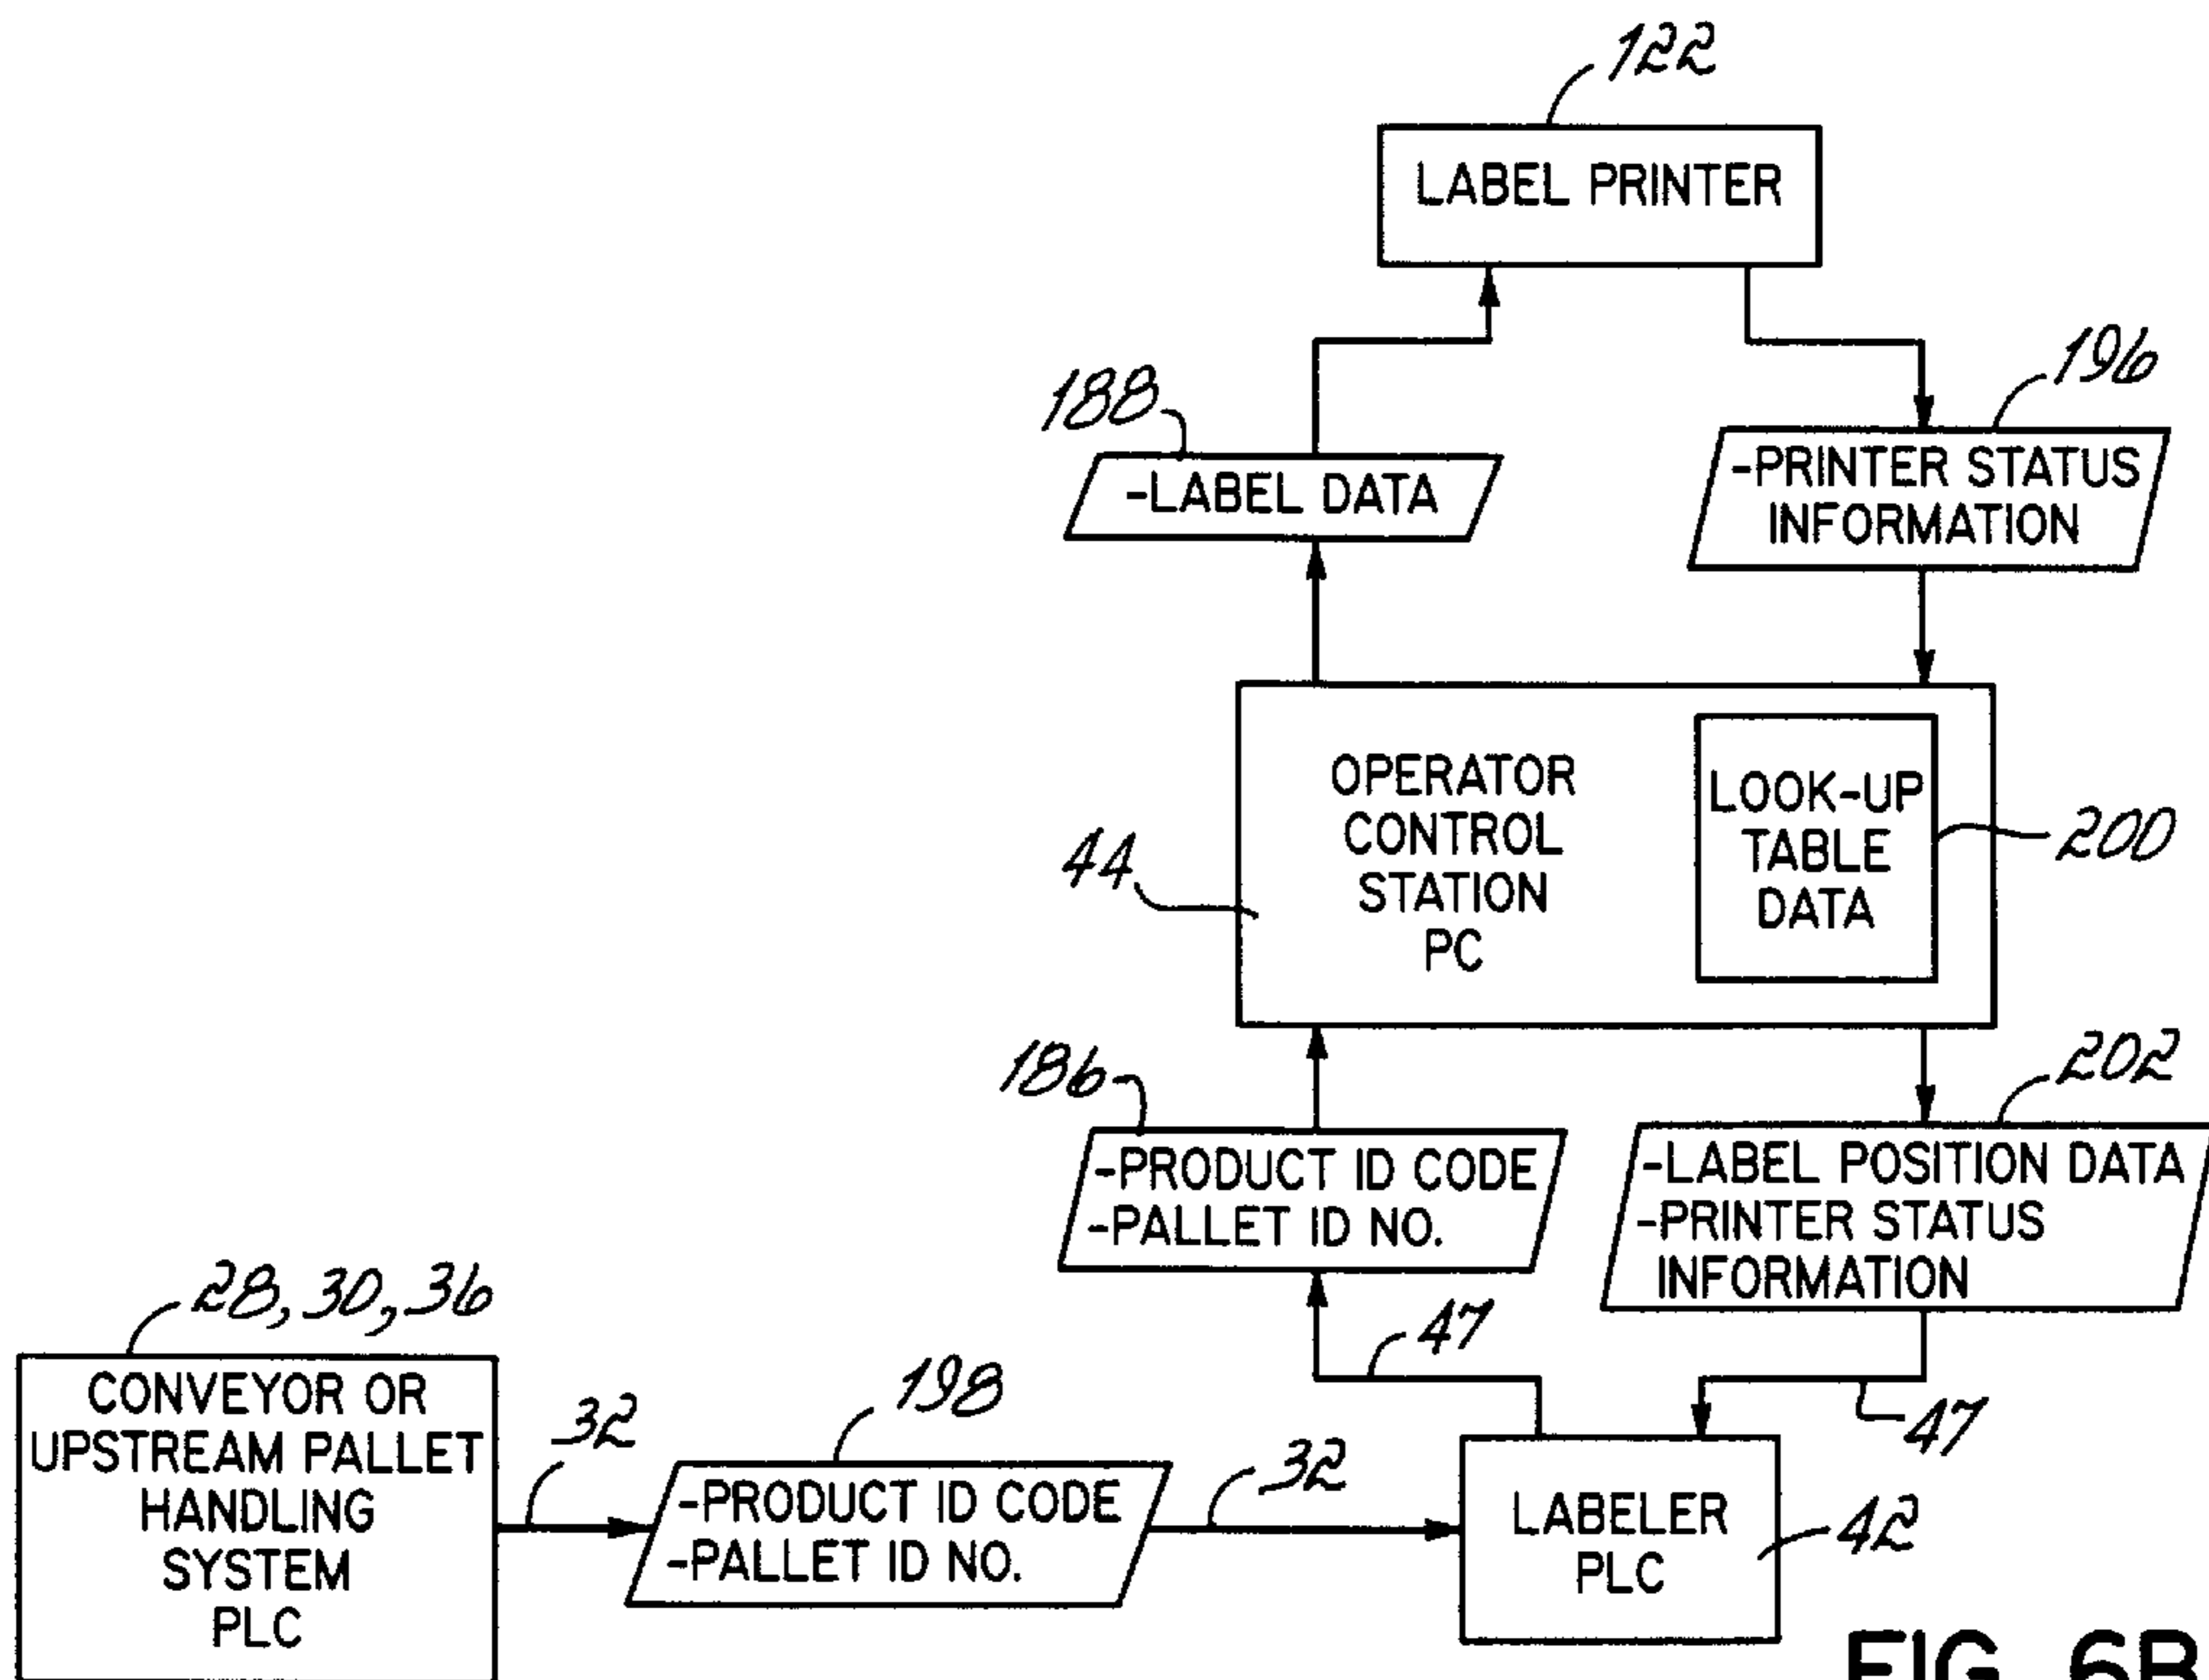 122
LABEL PRINTER
196
188
-PRINTER STATUS
INFORMATION
-LABEL DATA
OPERATOR
CONTROL
STATION
PC
LOOK-UP
TABLE
DATA
200
44
186
202
-PRODUCT ID CODE
-PALLET ID NO.
-LABEL POSITION DATA
-PRINTER STATUS
INFORMATION
28, 30, 36
47
47
CONVEYOR OR
UPSTREAM PALLET
HANDLING
SYSTEM
PLC
32
198
-PRODUCT ID CODE
-PALLET ID NO.
32
LABELER
PLC
42
FIG. 6B